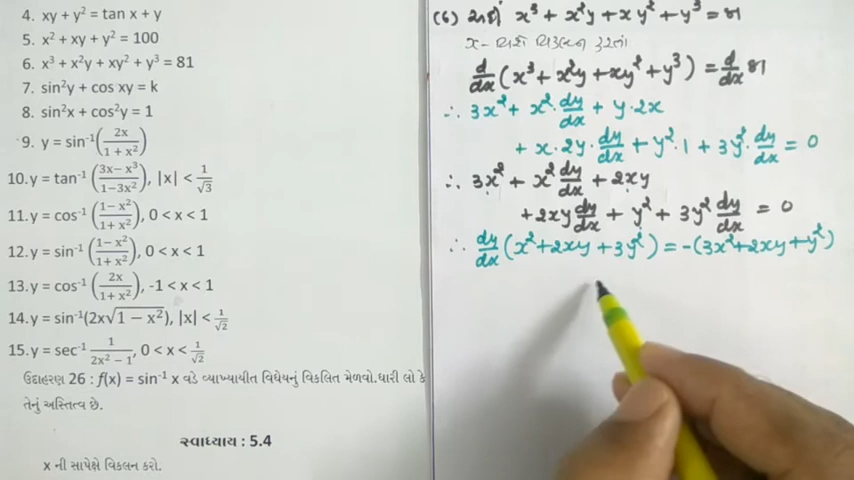 4. xy + y² = tan x + y
5. x² + xy + y² = 100
6. x³ + x²y + xy² + y³ = 81
7. sin²y + cos xy = k
8. sin²x + cos²y = 1
9. y = sin⁻¹(2x / 1 + x²)
10. y = tan⁻¹(3x− x³ / 1−3x²), |x| < 1/√3
11. y = cos⁻¹(1− x² / 1+ x²), 0 < x < 1
12. y = sin⁻¹(1− x² / 1+ x²), 0 < x < 1
13. y = cos⁻¹(2x / 1+ x²), -1 < x < 1
14. y = sin⁻¹(2x√1 − x²), |x| < 1/√2
15. y = sec⁻¹ 1 / 2x² − 1, 0 < x < 1/√2
ઉદાહરણ 26 : f(x) = sin⁻¹ x વડે વ્યાખ્યાયીત વિધેયનું વિકલિત મેળવો.ધારી લો કે
તેનું અસ્તિત્વ છે.
સ્વાધ્યાય : 5.4
x ની સાપેક્ષે વિકલન કરો.
(6) અહીં x³ + x²y + xy² + y³ = 81
x - પ્રત્યે વિકલન કરતાં
d/dx (x³ + x²y + xy² + y³) = d/dx 81
∴ 3x² + x² · dy/dx + y · 2x
+ x · 2y · dy/dx + y² · 1 + 3y² · dy/dx = 0
∴ 3x² + x² dy/dx + 2xy
+ 2xy dy/dx + y² + 3y² dy/dx = 0
∴ dy/dx (x² + 2xy + 3y²) = -(3x² + 2xy + y²)